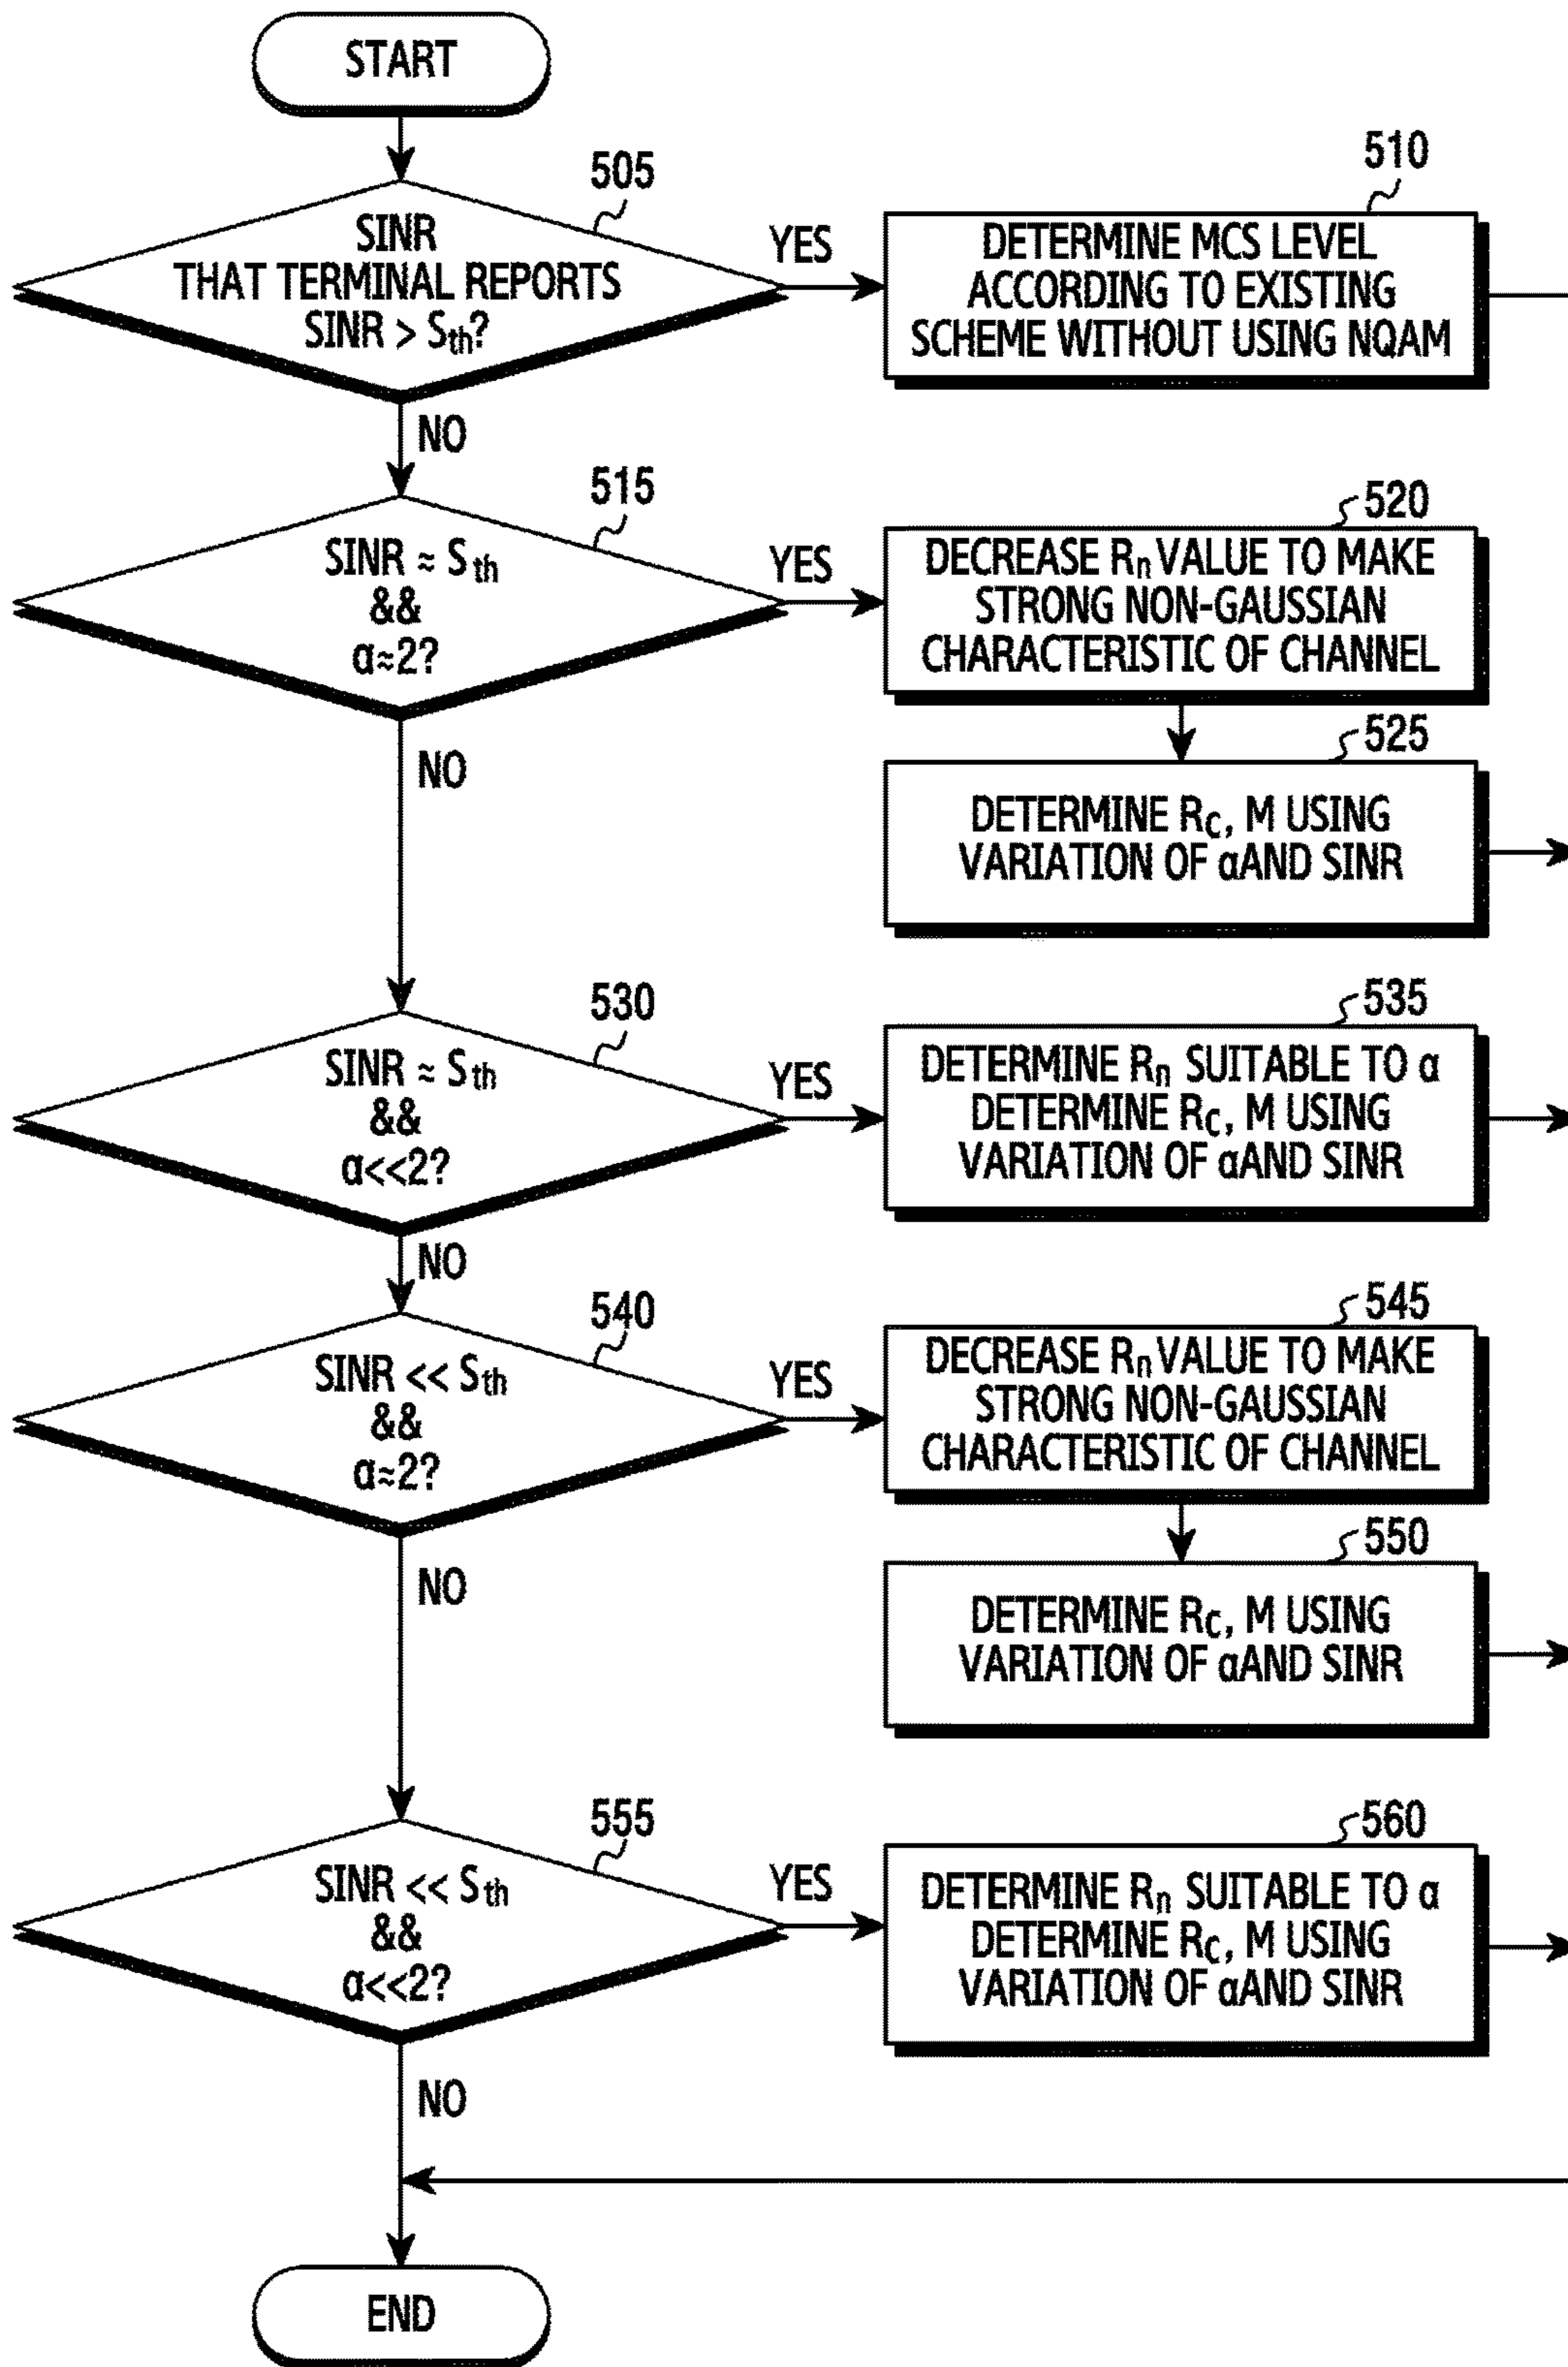 START
505
SINR
THAT TERMINAL REPORTS
SINR > Sth?
YES
510
DETERMINE MCS LEVEL
ACCORDING TO EXISTING
SCHEME WITHOUT USING NQAM
NO
515
SINR ≈ Sth
&&
α≈2?
YES
520
DECREASE Rn VALUE TO MAKE
STRONG NON-GAUSSIAN
CHARACTERISTIC OF CHANNEL
525
DETERMINE RC, M USING
VARIATION OF αAND SINR
NO
530
SINR ≈ Sth
&&
α<<2?
YES
535
DETERMINE Rn SUITABLE TO α
DETERMINE RC, M USING
VARIATION OF αAND SINR
NO
540
SINR << Sth
&&
α≈2?
YES
545
DECREASE Rn VALUE TO MAKE
STRONG NON-GAUSSIAN
CHARACTERISTIC OF CHANNEL
550
DETERMINE RC, M USING
VARIATION OF αAND SINR
NO
555
SINR << Sth
&&
α<<2?
YES
560
DETERMINE Rn SUITABLE TO α
DETERMINE RC, M USING
VARIATION OF αAND SINR
NO
END